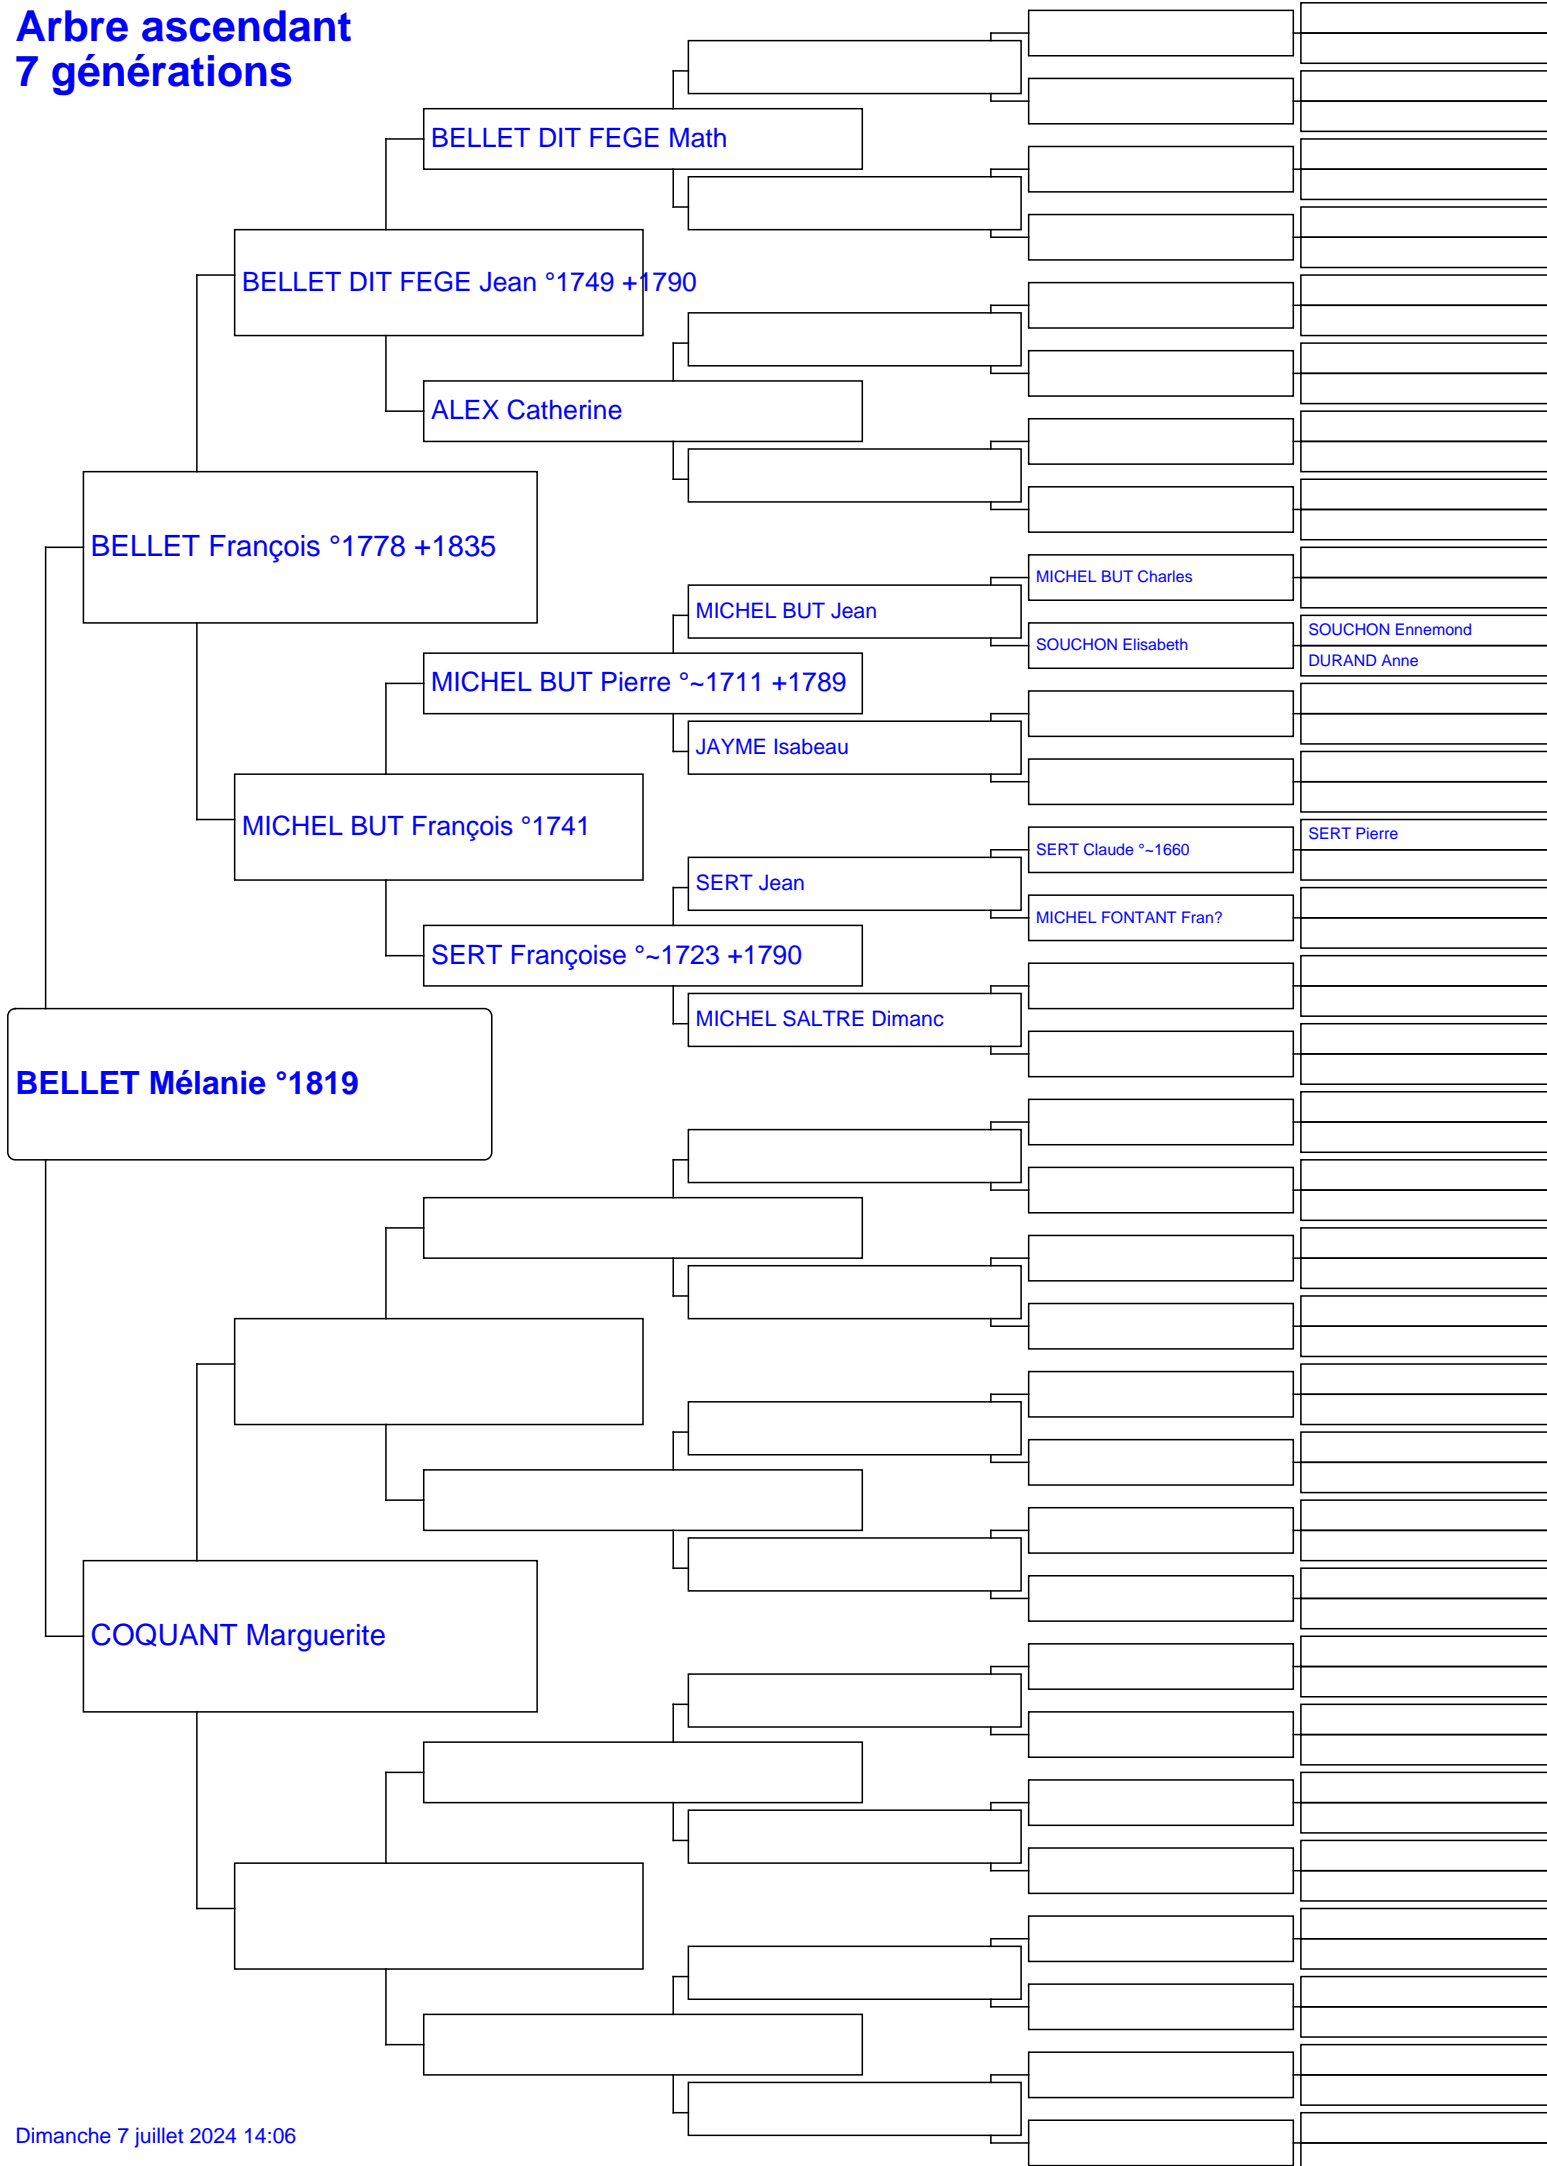 Arbre ascendant
7 générations
BELLET DIT FEGE Math
BELLET DIT FEGE Jean °1749 +1790
ALEX Catherine
BELLET François °1778 +1835
MICHEL BUT Charles
MICHEL BUT Jean
SOUCHON Ennemond
SOUCHON Elisabeth
DURAND Anne
MICHEL BUT Pierre °~1711 +1789
JAYME Isabeau
MICHEL BUT François °1741
SERT Pierre
SERT Claude °~1660
SERT Jean
MICHEL FONTANT Fran?
SERT Françoise °~1723 +1790
MICHEL SALTRE Dimanc
BELLET Mélanie °1819
COQUANT Marguerite
Dimanche 7 juillet 2024 14:06